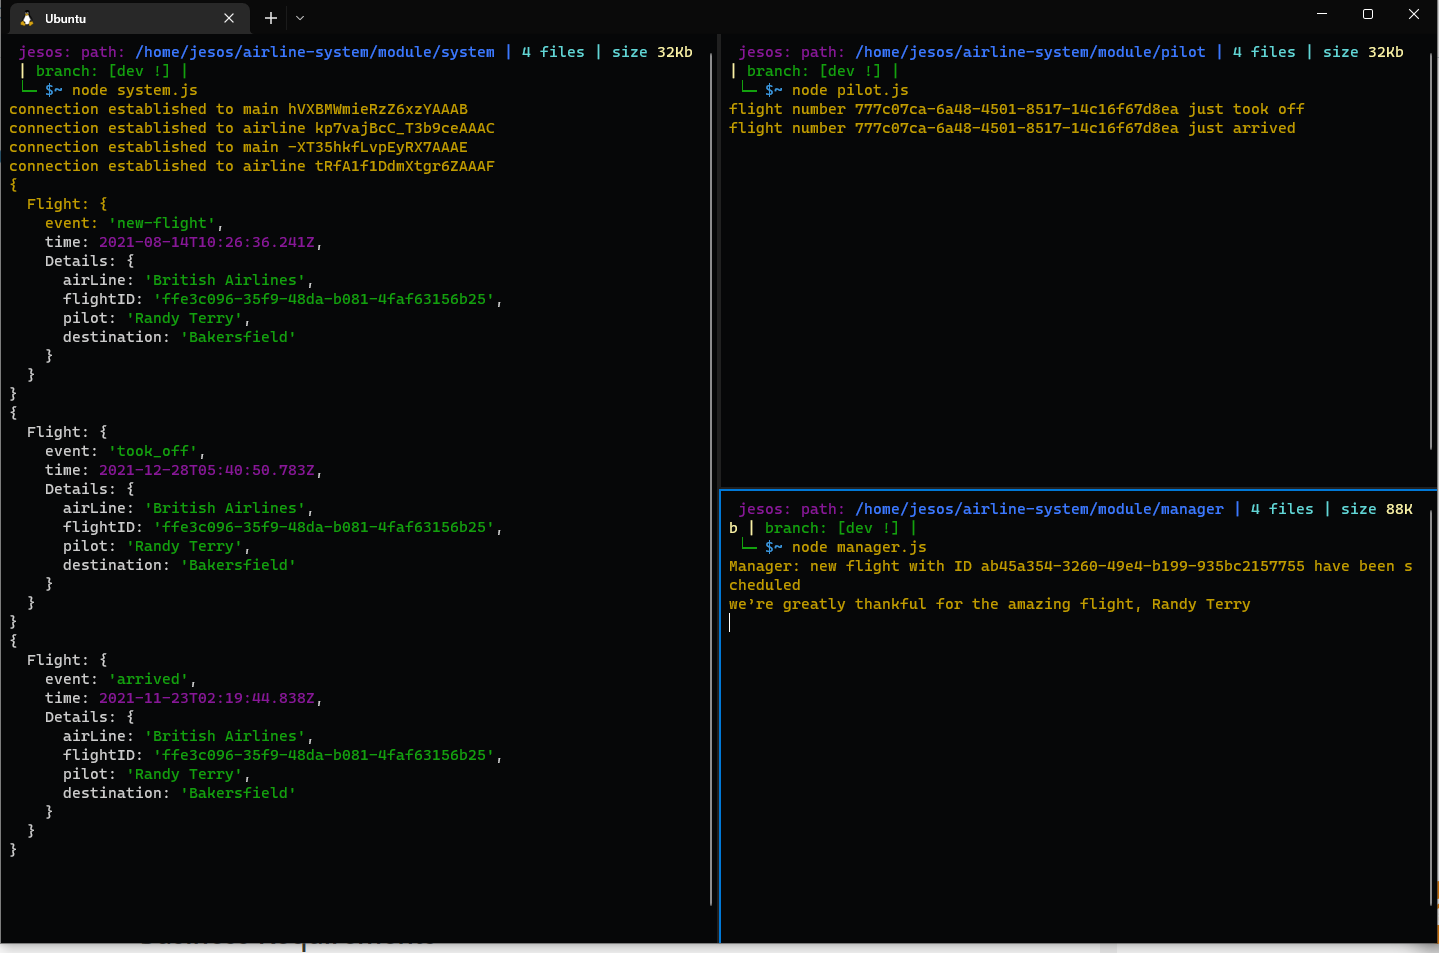 Ubuntu
jesos: path: /home/jesos/airline-system/module/system | 4 files | size 32Kb
| branch: [dev !] |
└─ $~ node system.js
connection established to main hVXBMWmieRzZ6xzYAAAB
connection established to airline kp7vajBcC_T3b9ceAAAC
connection established to main -XT35hkfLvpEyRX7AAAE
connection established to airline tRfA1f1DdmXtgr6ZAAAF
{
  Flight: {
    event: 'new-flight',
    time: 2021-08-14T10:26:36.241Z,
    Details: {
      airLine: 'British Airlines',
      flightID: 'ffe3c096-35f9-48da-b081-4faf63156b25',
      pilot: 'Randy Terry',
      destination: 'Bakersfield'
    }
  }
}
{
  Flight: {
    event: 'took_off',
    time: 2021-12-28T05:40:50.783Z,
    Details: {
      airLine: 'British Airlines',
      flightID: 'ffe3c096-35f9-48da-b081-4faf63156b25',
      pilot: 'Randy Terry',
      destination: 'Bakersfield'
    }
  }
}
{
  Flight: {
    event: 'arrived',
    time: 2021-11-23T02:19:44.838Z,
    Details: {
      airLine: 'British Airlines',
      flightID: 'ffe3c096-35f9-48da-b081-4faf63156b25',
      pilot: 'Randy Terry',
      destination: 'Bakersfield'
    }
  }
}
jesos: path: /home/jesos/airline-system/module/pilot | 4 files | size 32Kb
| branch: [dev !] |
└─ $~ node pilot.js
flight number 777c07ca-6a48-4501-8517-14c16f67d8ea just took off
flight number 777c07ca-6a48-4501-8517-14c16f67d8ea just arrived
jesos: path: /home/jesos/airline-system/module/manager | 4 files | size 88K
b | branch: [dev !] |
└─ $~ node manager.js
Manager: new flight with ID ab45a354-3260-49e4-b199-935bc2157755 have been s
cheduled
we're greatly thankful for the amazing flight, Randy Terry